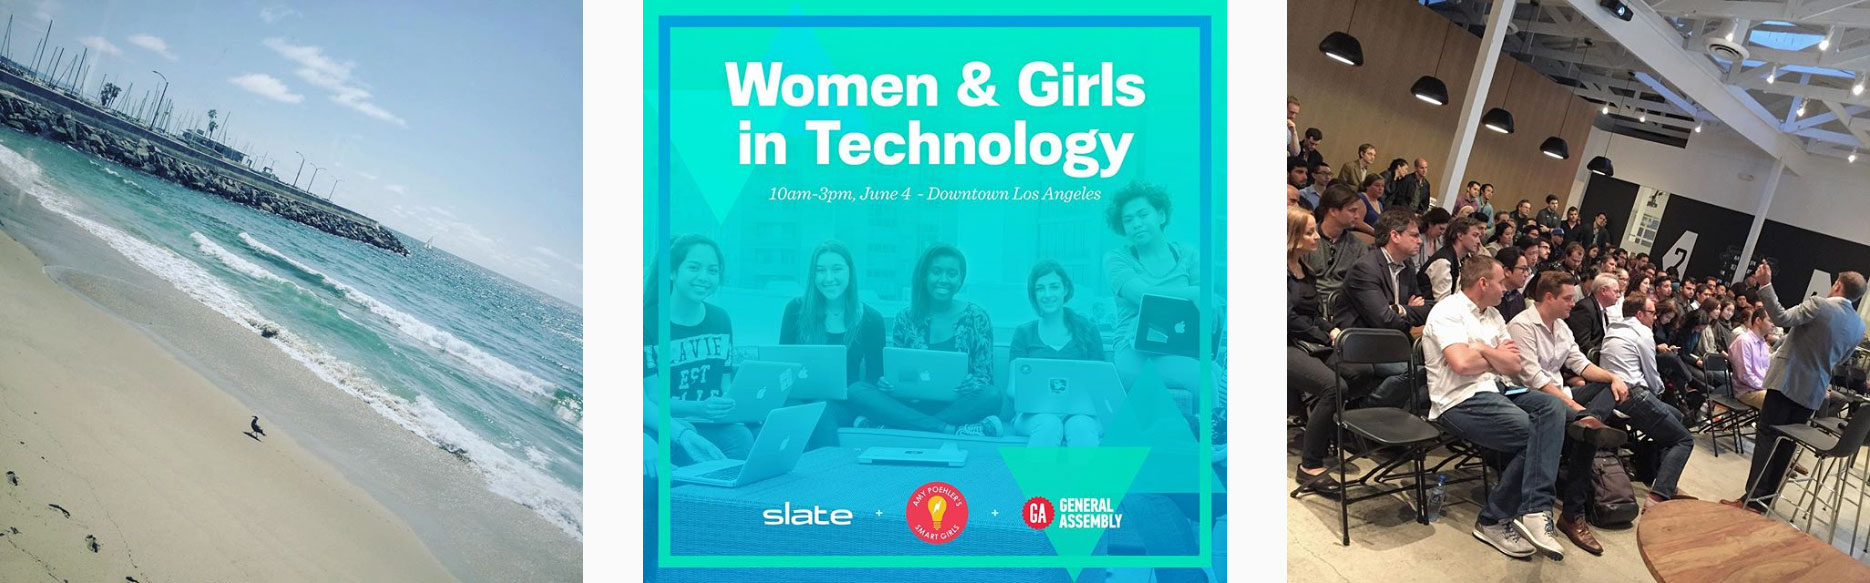 Women & Girls
in Technology
10am-3pm, June 4 - Downtown Los Angeles
slate + AMY POEHLER'S SMART GIRLS + GA GENERAL ASSEMBLY